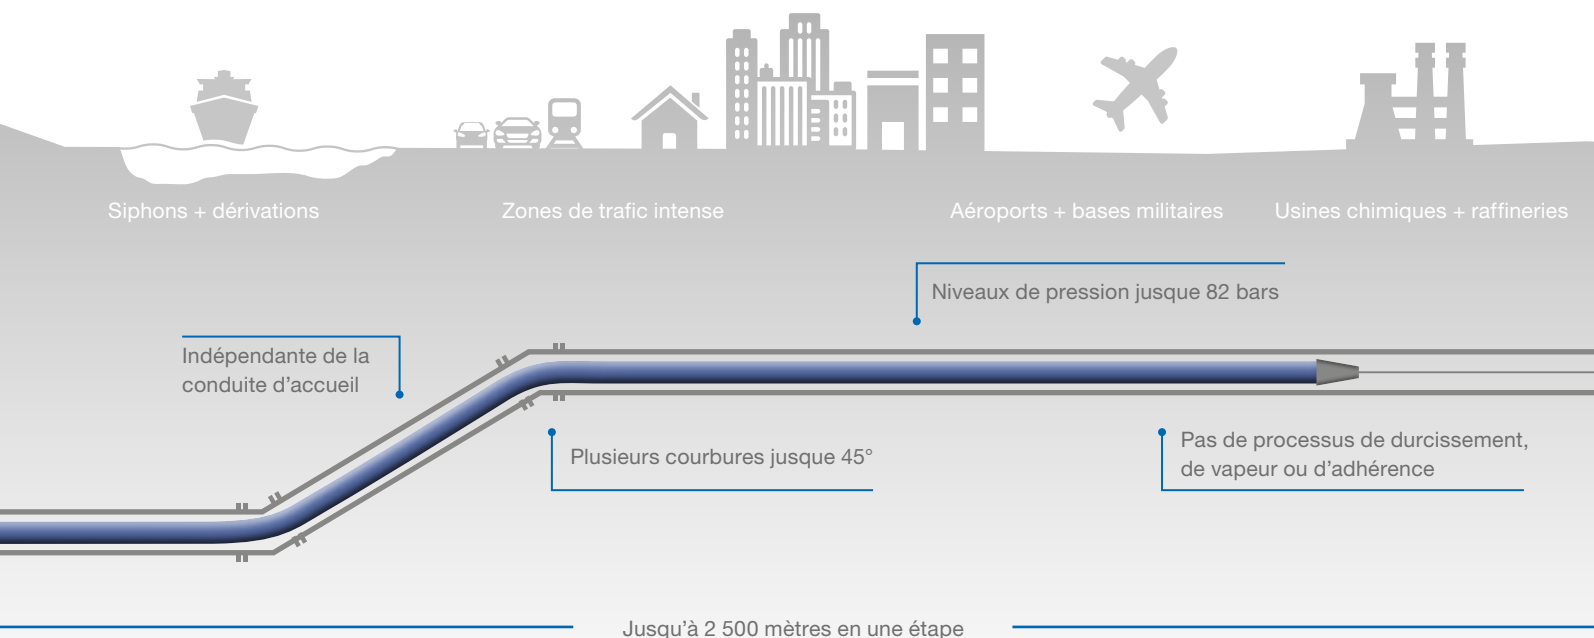 Siphons + dérivations
Zones de trafic intense
Aéroports + bases militaires
Usines chimiques + raffineries
Niveaux de pression jusque 82 bars
Indépendante de la
conduite d'accueil
Plusieurs courbures jusque 45°
Pas de processus de durcissement,
de vapeur ou d'adhérence
Jusqu'à 2 500 mètres en une étape